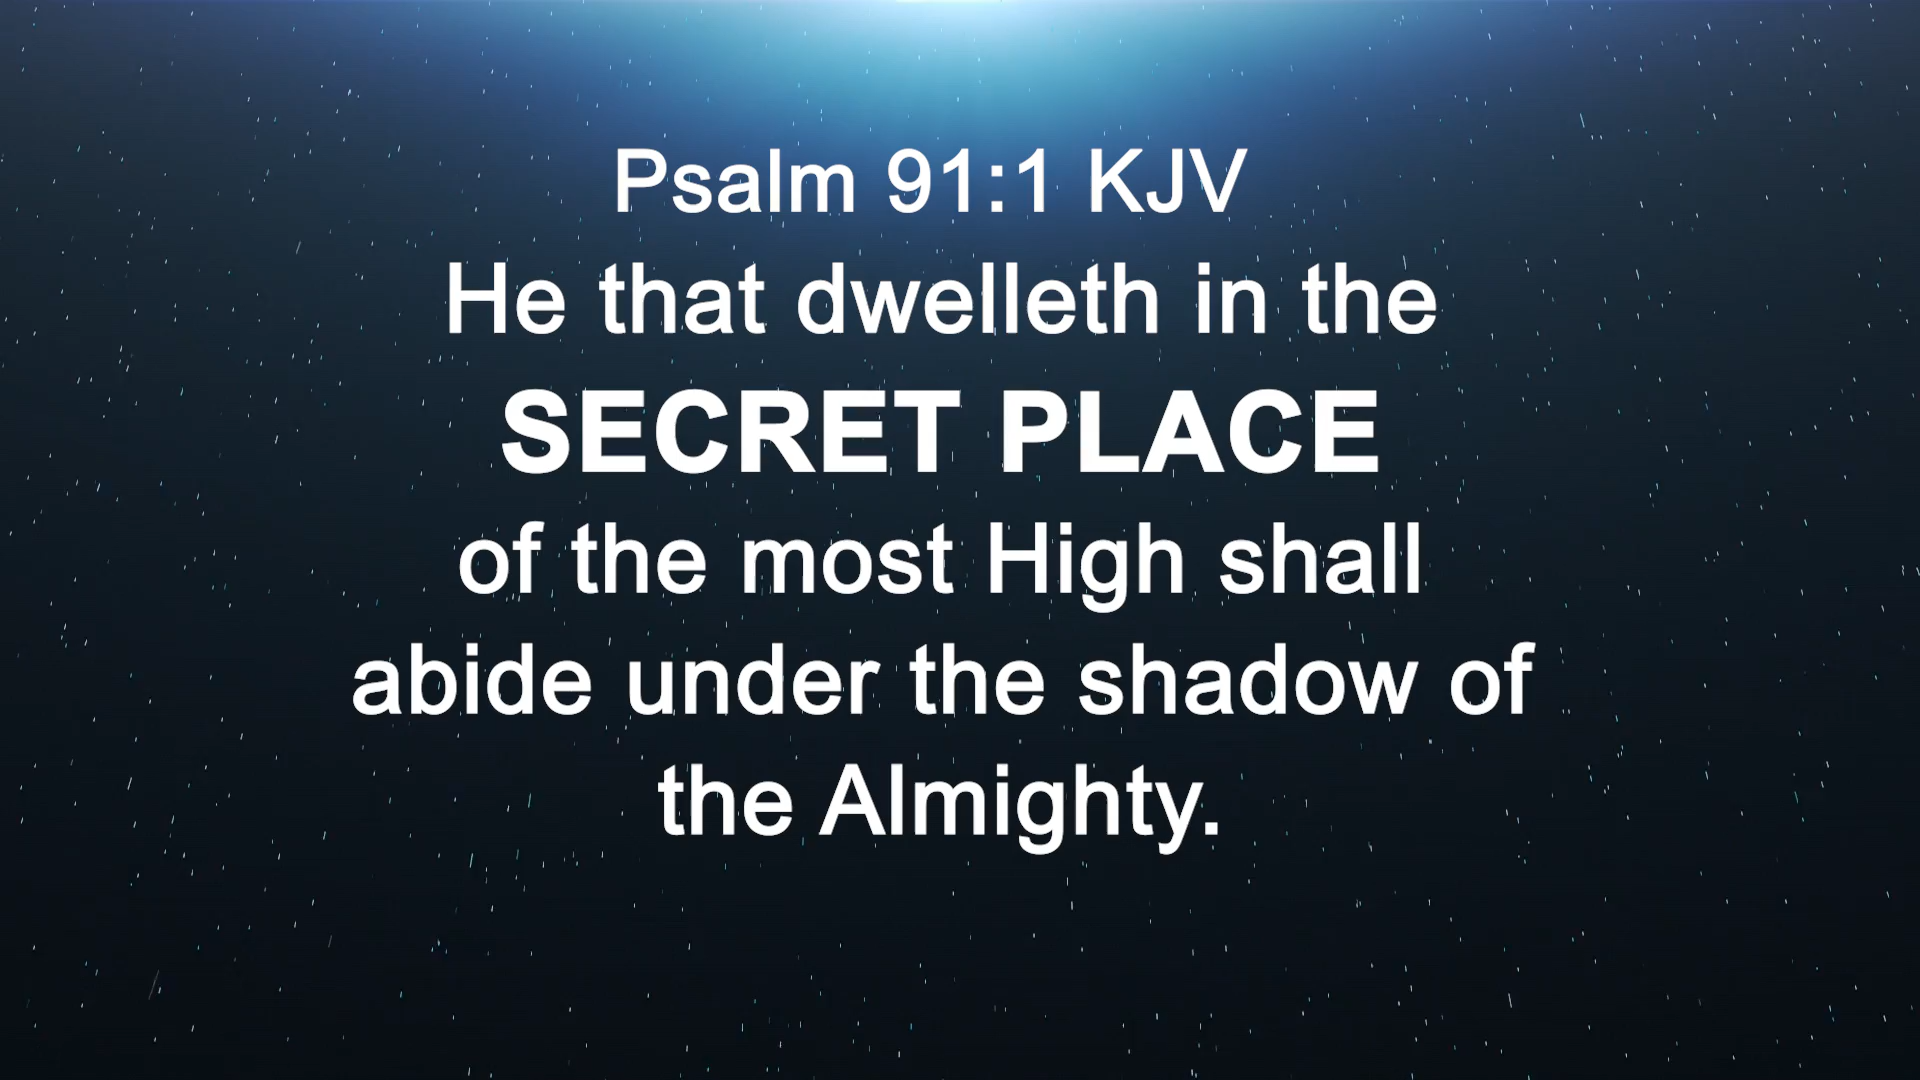 Psalm 91:1 KJV
He that dwelleth in the
SECRET PLACE
of the most High shall
abide under the shadow of
the Almighty.